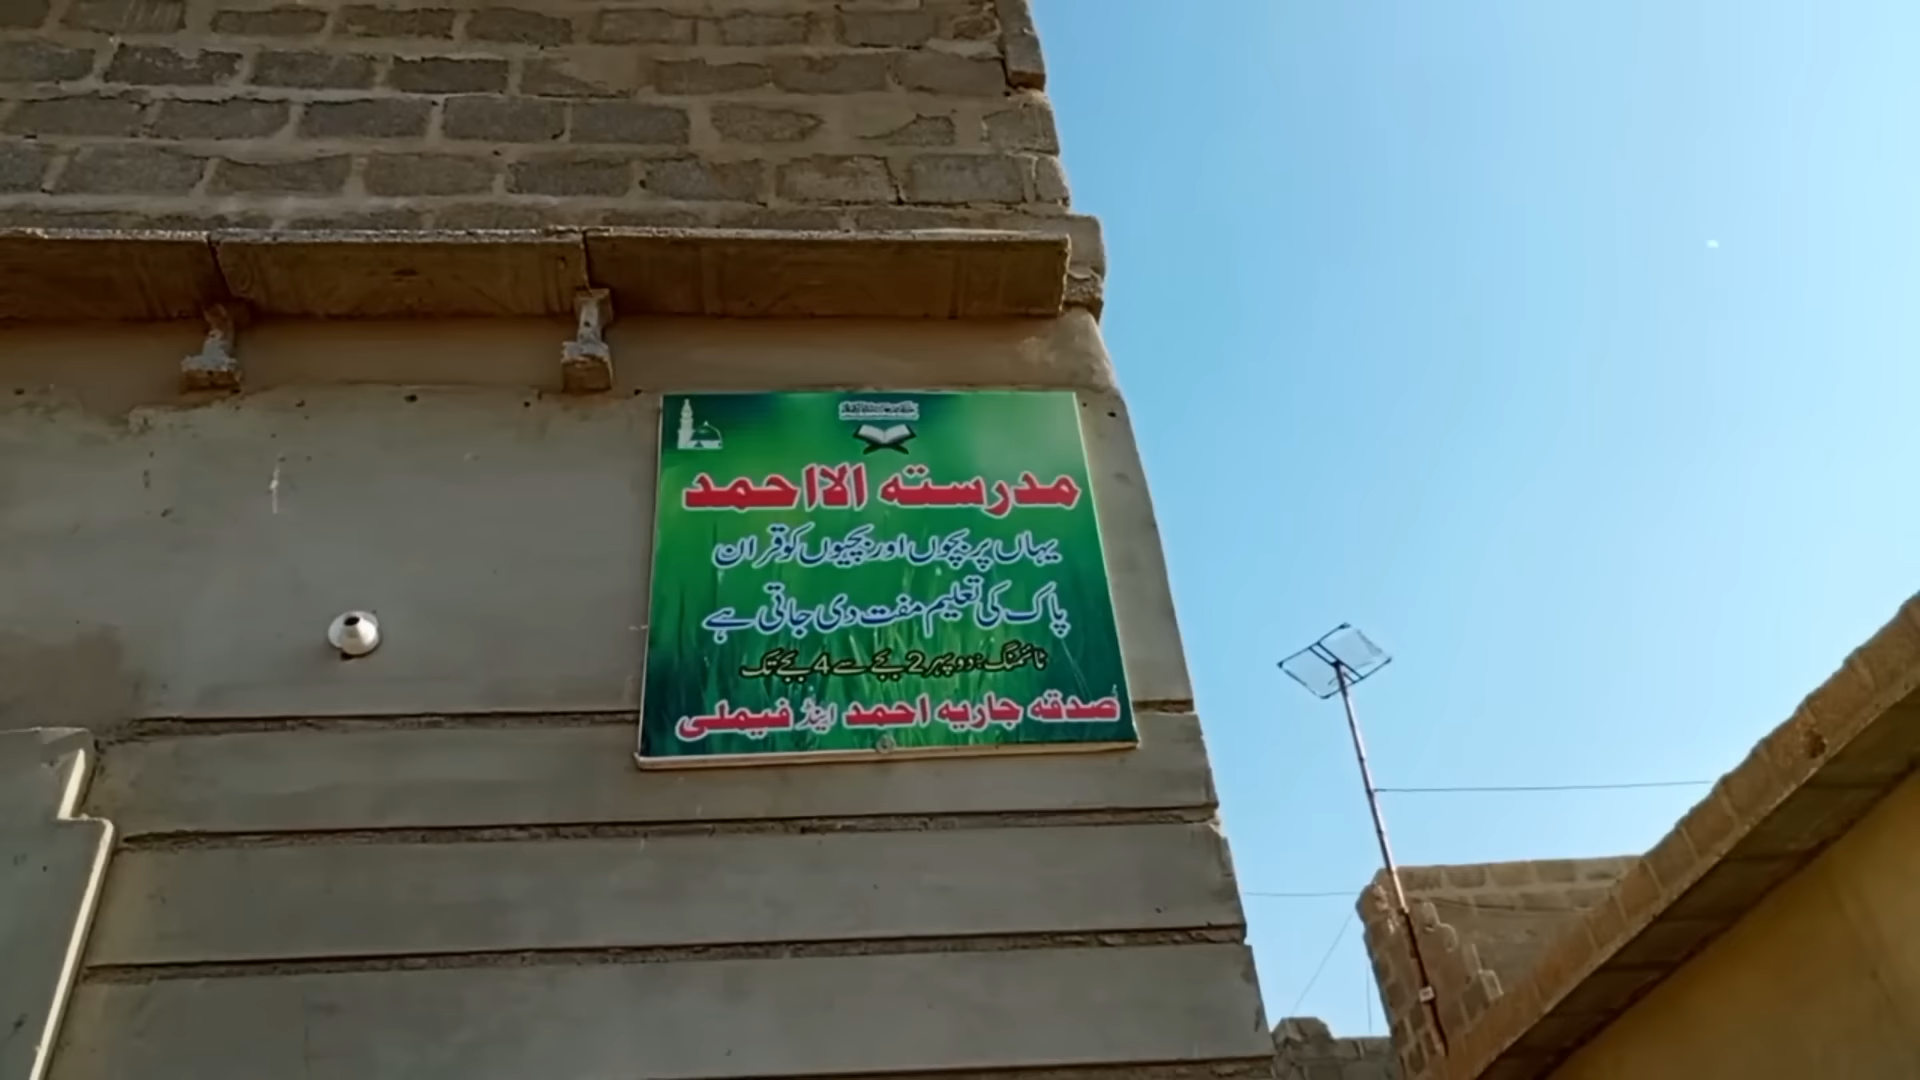 مدرسته الااحمد
یہاں پر بچوں اور بچیوں کو قران
پاک کی تعلیم مفت دی جاتی ہے
ٹائمنگ : دوپہر 2 بجے سے 4 بجے تک
صدقہ جاریہ احمد اینڈ فیملی